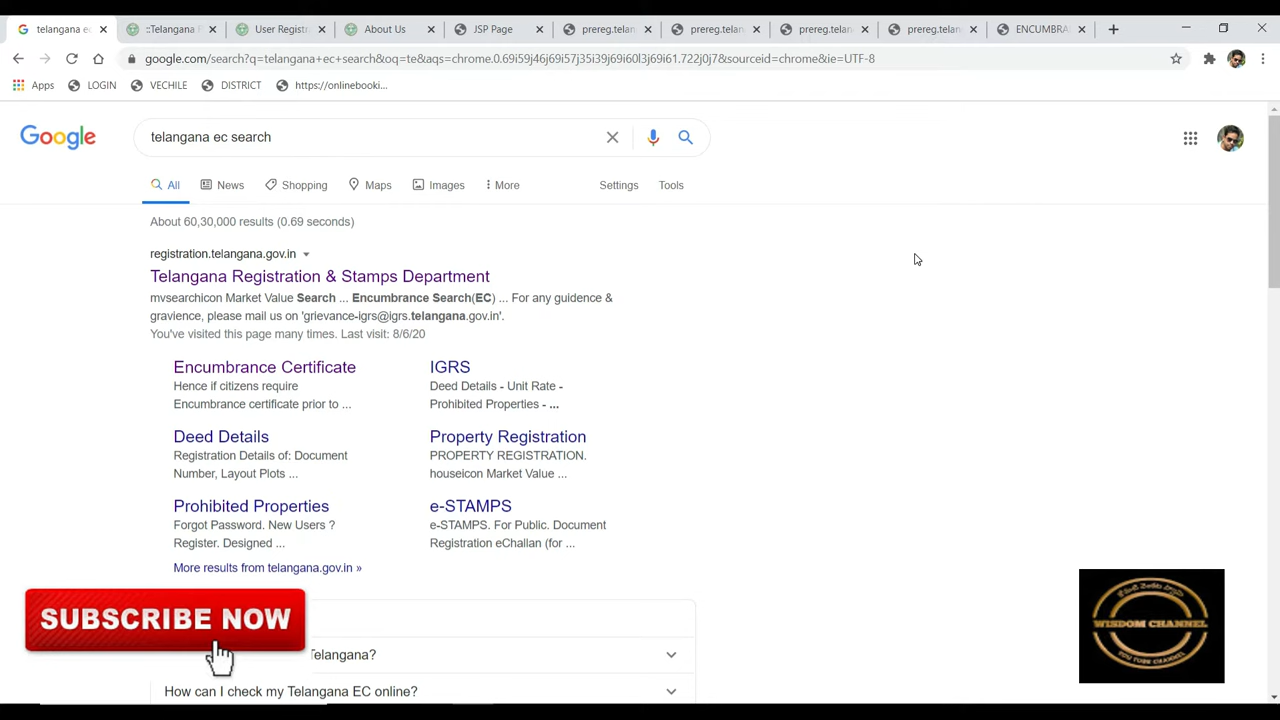 telangana ec
::Telangana R
User Registra
About Us
JSP Page
prereg.telan
prereg.telan
prereg.telan
prereg.telan
ENCUMBRA
google.com/search?q=telangana+ec+search&oq=te&aqs=chrome.0.69i59j46j69i57j35i39j69i60l3j69i61.722j0j7&sourceid=chrome&ie=UTF-8
Apps
LOGIN
VECHILE
DISTRICT
https://onlinebooki...
Google
telangana ec search
All
News
Shopping
Maps
Images
More
Settings
Tools
About 60,30,000 results (0.69 seconds)
registration.telangana.gov.in
Telangana Registration & Stamps Department
mvsearchicon Market Value Search ... Encumbrance Search(EC) ... For any guidance &
gravience, please mail us on 'grievance-igrs@igrs.telangana.gov.in'.
You've visited this page many times. Last visit: 8/6/20
Encumbrance Certificate
Hence if citizens require
Encumbrance certificate prior to ...
IGRS
Deed Details - Unit Rate -
Prohibited Properties - ...
Deed Details
Registration Details of: Document
Number, Layout Plots ...
Property Registration
PROPERTY REGISTRATION.
houseicon Market Value ...
Prohibited Properties
Forgot Password. New Users ?
Register. Designed ...
e-STAMPS
e-STAMPS. For Public. Document
Registration eChallan (for ...
More results from telangana.gov.in »
SUBSCRIBE NOW
Telangana?
How can I check my Telangana EC online?
WISDOM CHANNEL
YOU TUBE CHANNEL